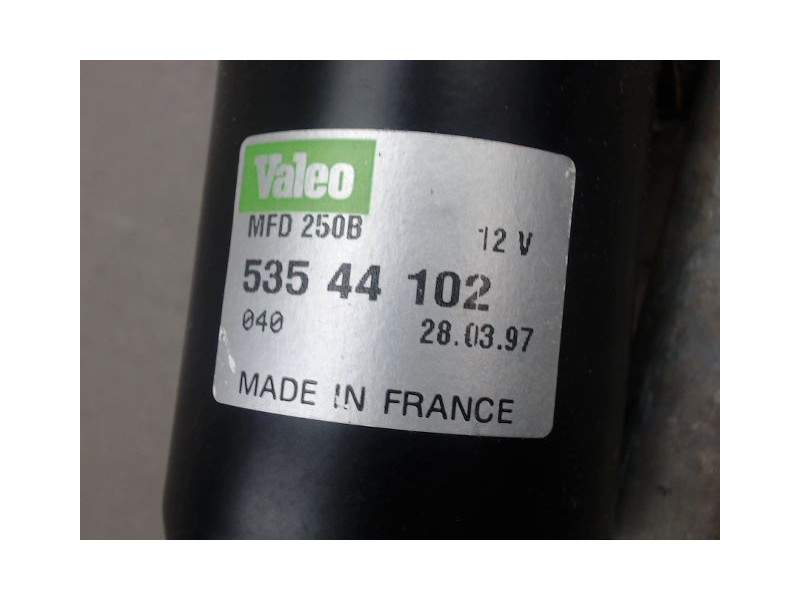 Valeo
MFD 250B 12 V
535 44 102
040 28.03.97
MADE IN FRANCE